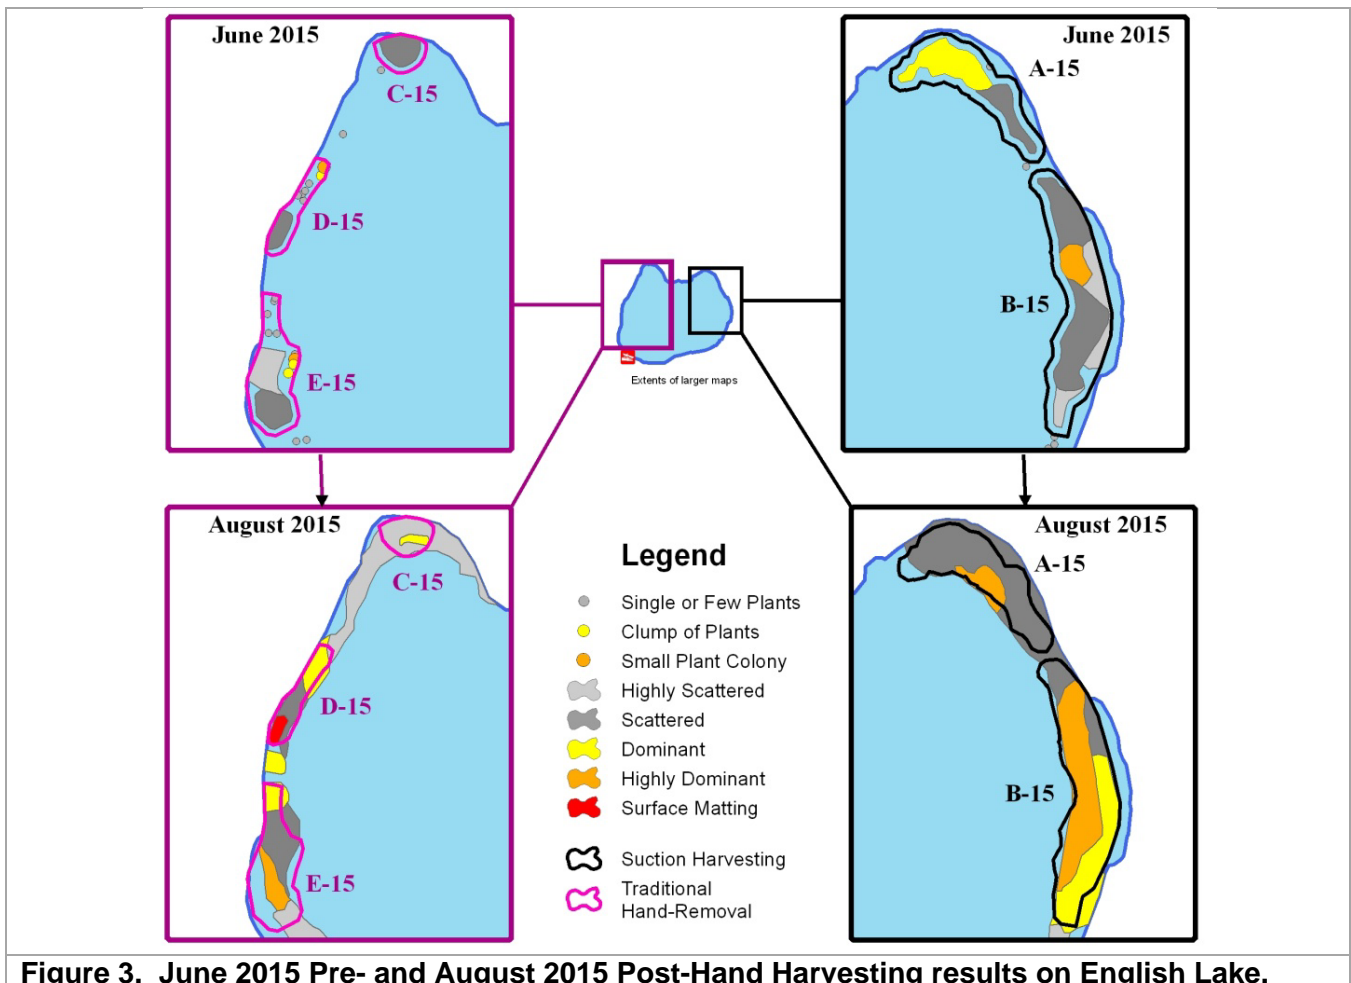 June 2015
C-15
D-15
E-15
June 2015
A-15
B-15
Extents of larger maps
August 2015
C-15
D-15
E-15
Legend
Single or Few Plants
Clump of Plants
Small Plant Colony
Highly Scattered
Scattered
Dominant
Highly Dominant
Surface Matting
Suction Harvesting
Traditional
Hand-Removal
August 2015
A-15
B-15
Figure 3. June 2015 Pre- and August 2015 Post-Hand Harvesting results on English Lake.